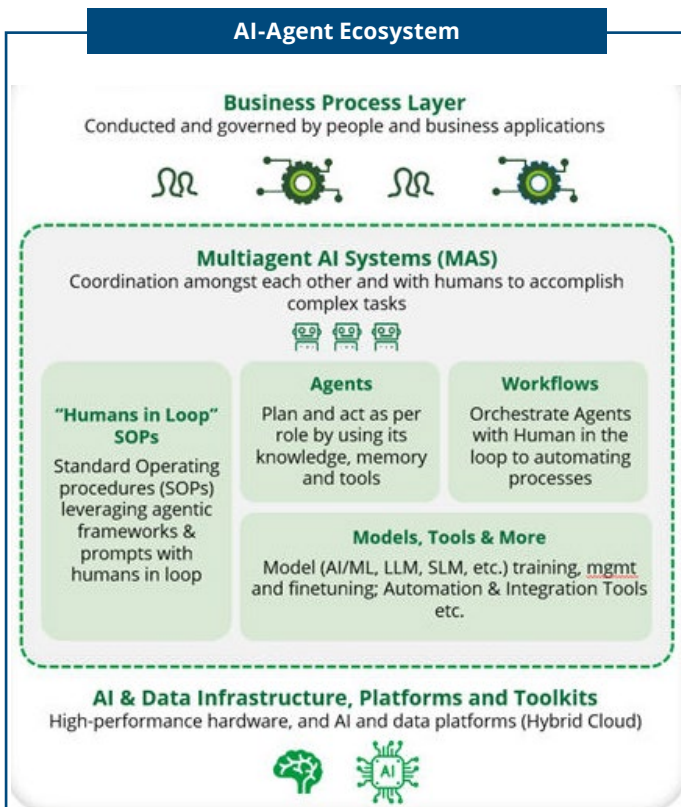 AI-Agent Ecosystem
Business Process Layer
Conducted and governed by people and business applications
Multiagent AI Systems (MAS)
Coordination amongst each other and with humans to accomplish
complex tasks
“Humans in Loop”
SOPs
Standard Operating
procedures (SOPs)
leveraging agentic
frameworks &
prompts with
humans in loop
Agents
Plan and act as per
role by using its
knowledge, memory
and tools
Workflows
Orchestrate Agents
with Human in the
loop to automating
processes
Models, Tools & More
Model (AI/ML, LLM, SLM, etc.) training, mgmt
and finetuning; Automation & Integration Tools
etc.
AI & Data Infrastructure, Platforms and Toolkits
High-performance hardware, and AI and data platforms (Hybrid Cloud)
AI